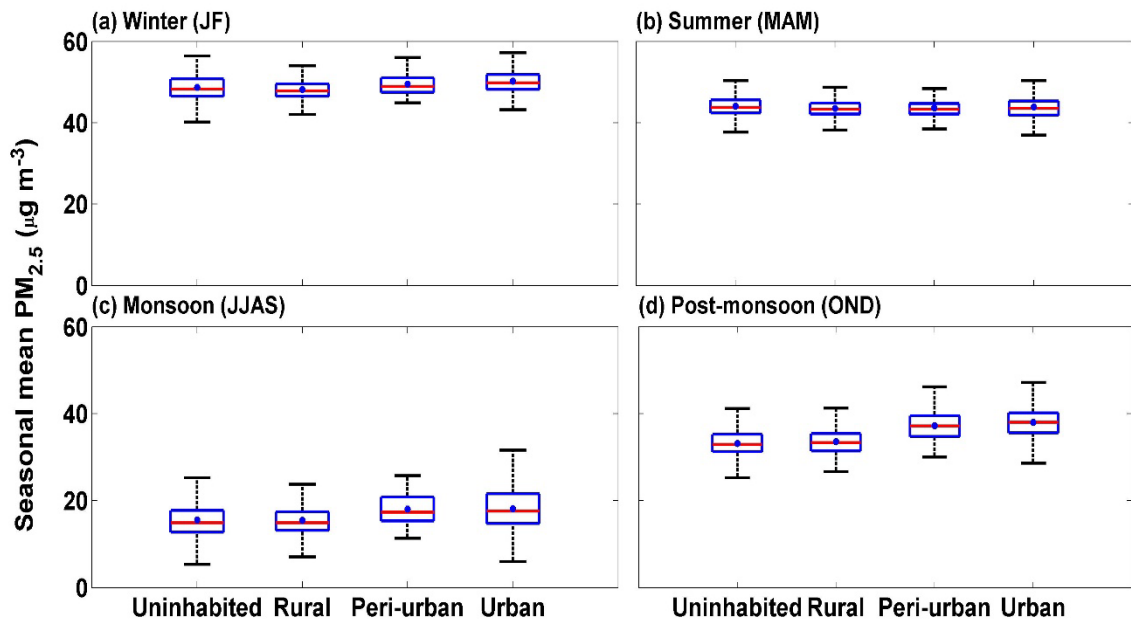 (a) Winter (JF)
(b) Summer (MAM)
60
40
20
0
(c) Monsoon (JJAS)
(d) Post-monsoon (OND)
60
40
20
0
Seasonal mean PM2.5 (μg m−3)
Uninhabited Rural Peri-urban Urban
Uninhabited Rural Peri-urban Urban